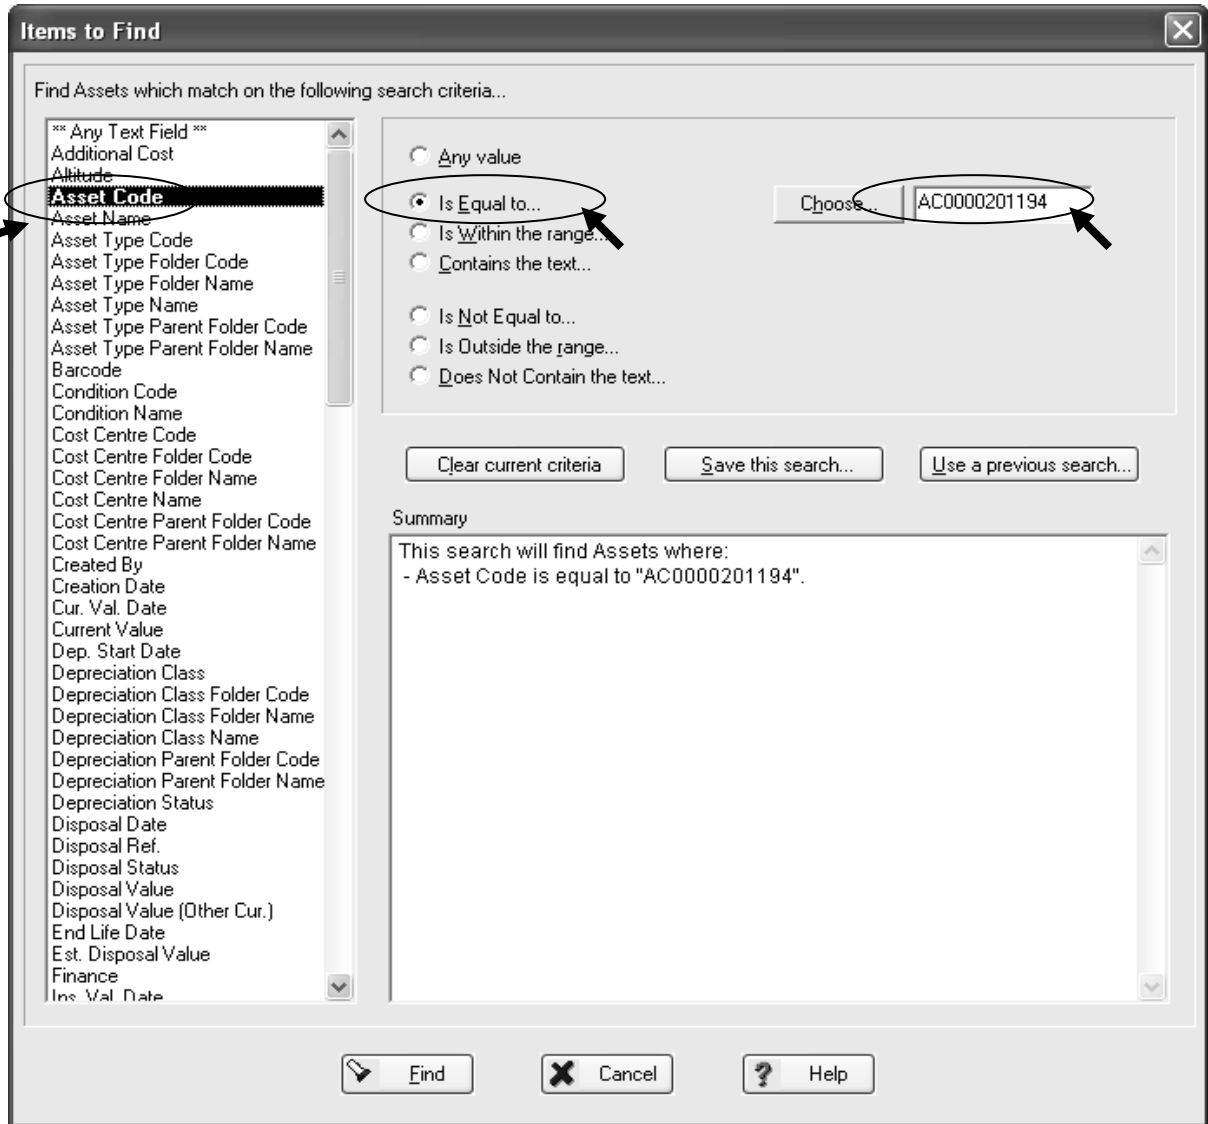 Items to Find
Find Assets which match on the following search criteria...
** Any Text Field **
Additional Cost
Altitude
Asset Code
Asset Name
Asset Type Code
Asset Type Folder Code
Asset Type Folder Name
Asset Type Name
Asset Type Parent Folder Code
Asset Type Parent Folder Name
Barcode
Condition Code
Condition Name
Cost Centre Code
Cost Centre Folder Code
Cost Centre Folder Name
Cost Centre Name
Cost Centre Parent Folder Code
Cost Centre Parent Folder Name
Created By
Creation Date
Cur. Val. Date
Current Value
Dep. Start Date
Depreciation Class
Depreciation Class Folder Code
Depreciation Class Folder Name
Depreciation Class Name
Depreciation Parent Folder Code
Depreciation Parent Folder Name
Depreciation Status
Disposal Date
Disposal Ref.
Disposal Status
Disposal Value
Disposal Value (Other Cur.)
End Life Date
Est. Disposal Value
Finance
Ins. Val. Date
Any value
Is Equal to...
Choose... AC0000201194
Is Within the range...
Contains the text...
Is Not Equal to...
Is Outside the range...
Does Not Contain the text...
Clear current criteria Save this search... Use a previous search...
Summary
This search will find Assets where:
- Asset Code is equal to "AC0000201194".
Find Cancel Help